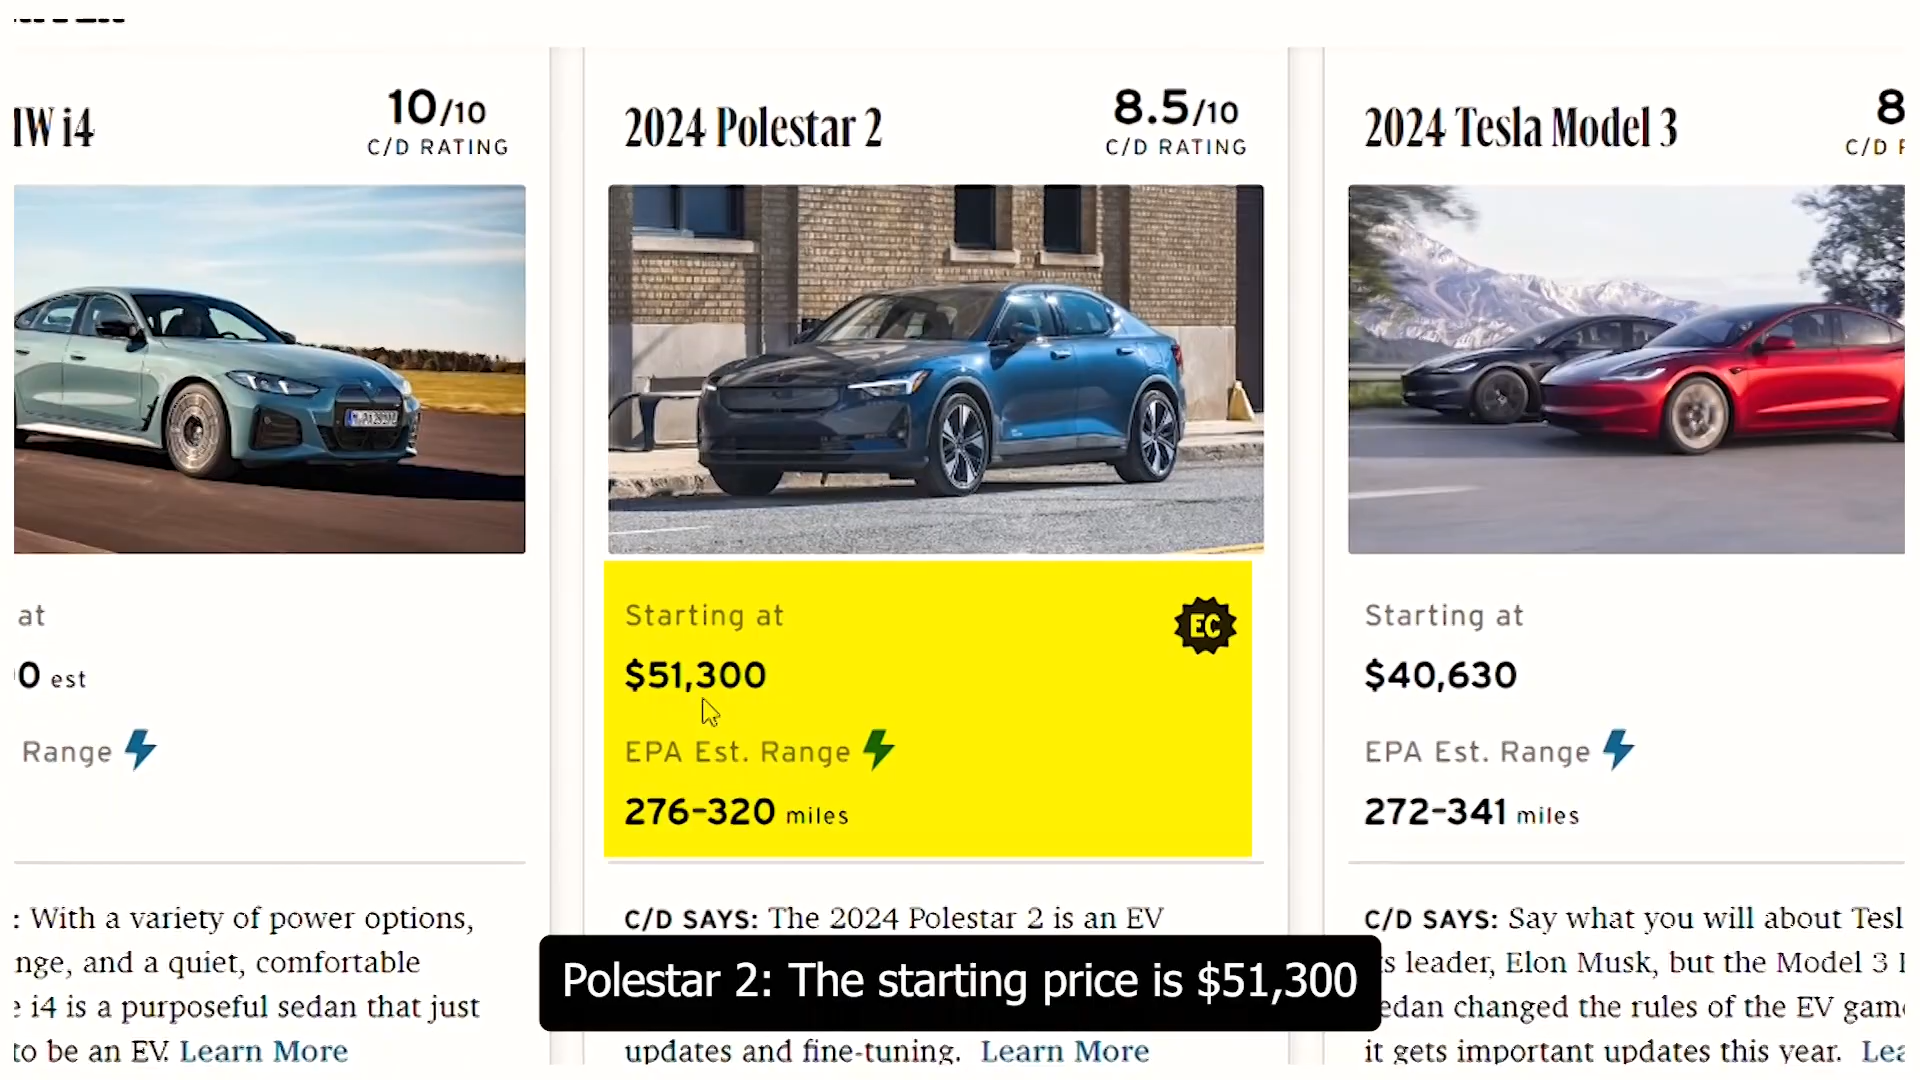 W i4
10/10
C/D RATING
at
0 est
Range
: With a variety of power options,
nge, and a quiet, comfortable
i4 is a purposeful sedan that just
to be an EV. Learn More
2024 Polestar 2
8.5/10
C/D RATING
Starting at
EC
$51,300
EPA Est. Range
276-320 miles
C/D SAYS: The 2024 Polestar 2 is an EV
updates and fine-tuning. Learn More
2024 Tesla Model 3
8
C/D
Starting at
$40,630
EPA Est. Range
272-341 miles
C/D SAYS: Say what you will about Tesl
s leader, Elon Musk, but the Model 3
edan changed the rules of the EV gam
it gets important updates this year. Lea
Polestar 2: The starting price is $51,300